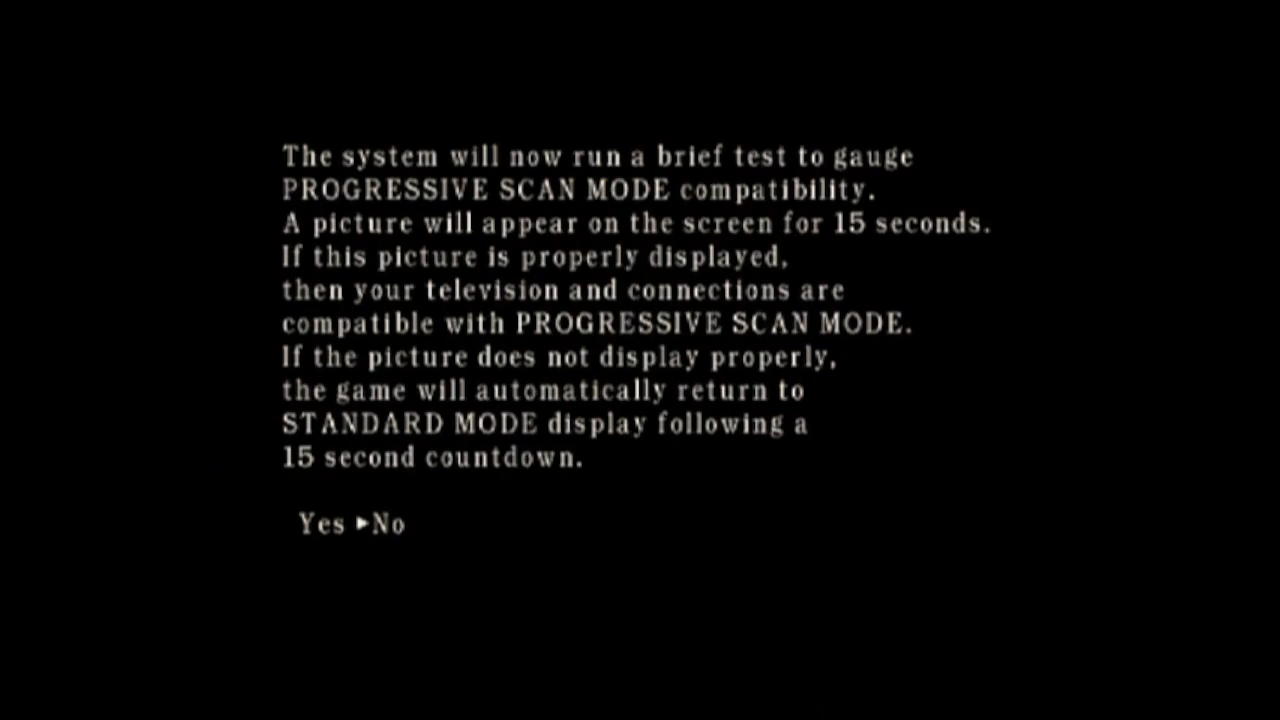 The system will now run a brief test to gauge
PROGRESSIVE SCAN MODE compatibility.
A picture will appear on the screen for 15 seconds.
If this picture is properly displayed,
then your television and connections are
compatible with PROGRESSIVE SCAN MODE.
If the picture does not display properly,
the game will automatically return to
STANDARD MODE display following a
15 second countdown.
Yes ▶No